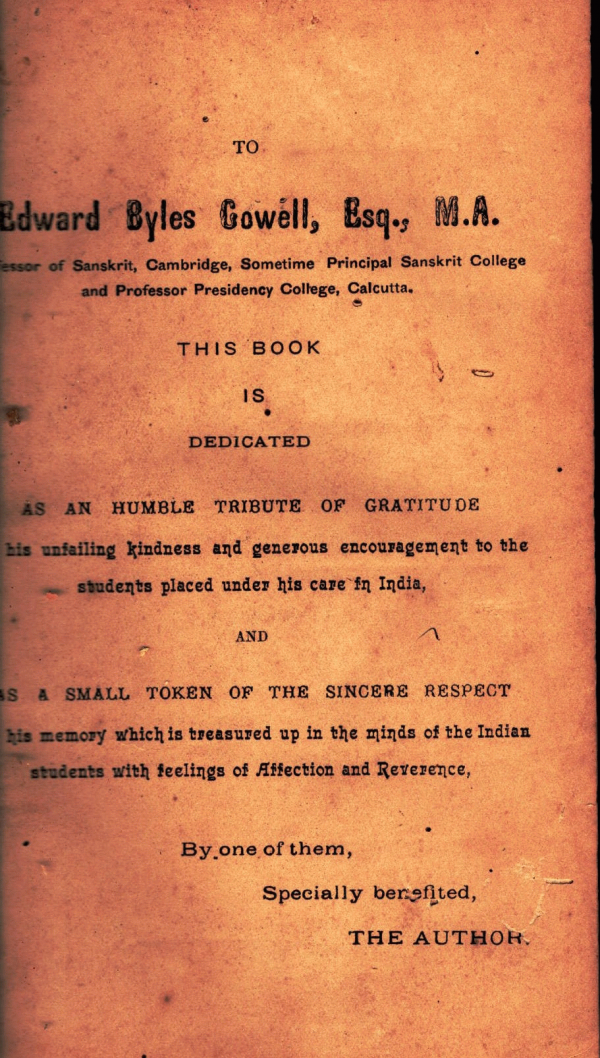 TO
Edward Byles Cowell, Esq., M.A.
essor of Sanskrit, Cambridge, Sometime Principal Sanskrit College
and Professor Presidency College, Calcutta.
THIS BOOK
IS
DEDICATED
AS AN HUMBLE TRIBUTE OF GRATITUDE
his unfailing kindness and generous encouragement to the
students placed under his care in India,
AND
AS A SMALL TOKEN OF THE SINCERE RESPECT
his memory which is treasured up in the minds of the Indian
students with feelings of Affection and Reverence,
By one of them,
Specially benefited,
THE AUTHOR.